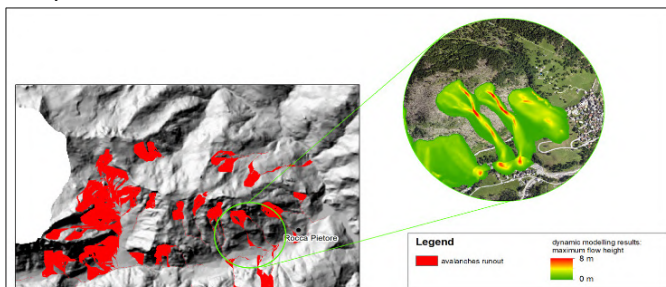 Rocca Pietore
Legend
avalanches runout
dynamic modelling results:
maximum flow height
8 m
0 m